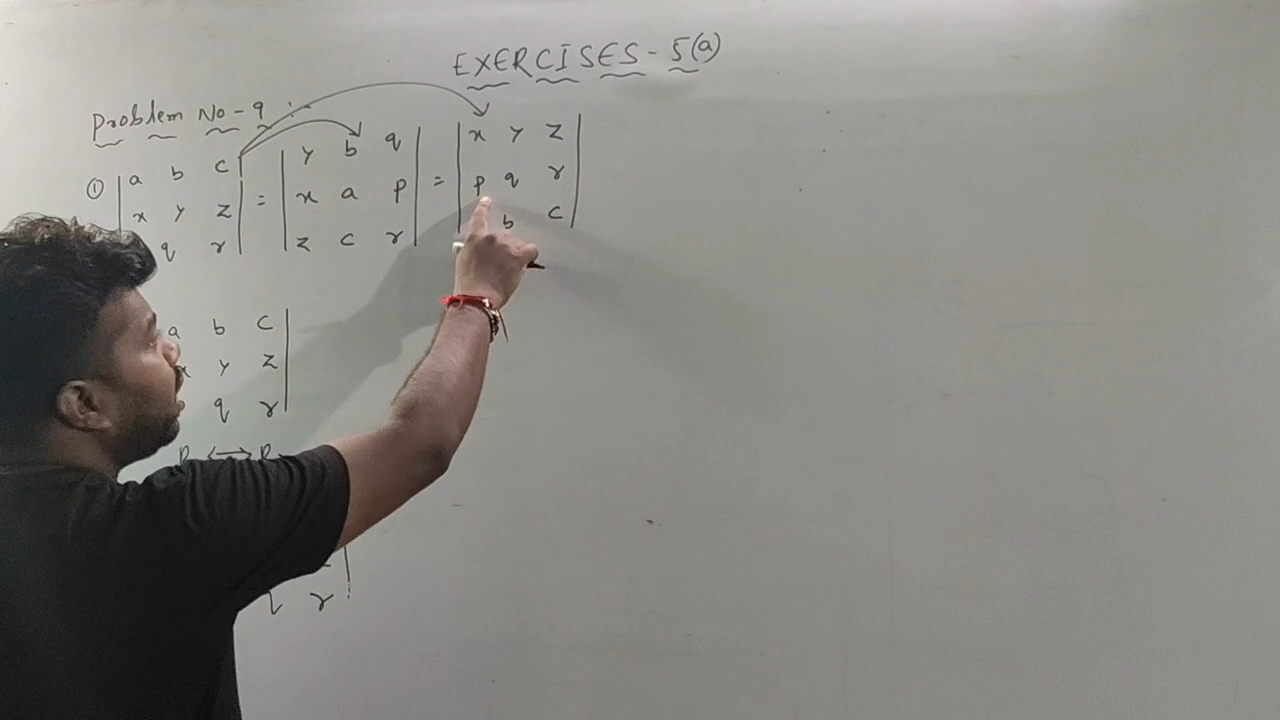 EXERCISES - 5(a)
Problem No - 9 :-
① | a b c | = | y b q | = | x y z |
| x y z | | x a p | | p q r |
q r | | z c r | | b c |
a b c |
x y z |
q r |
R ↔ R
q r |